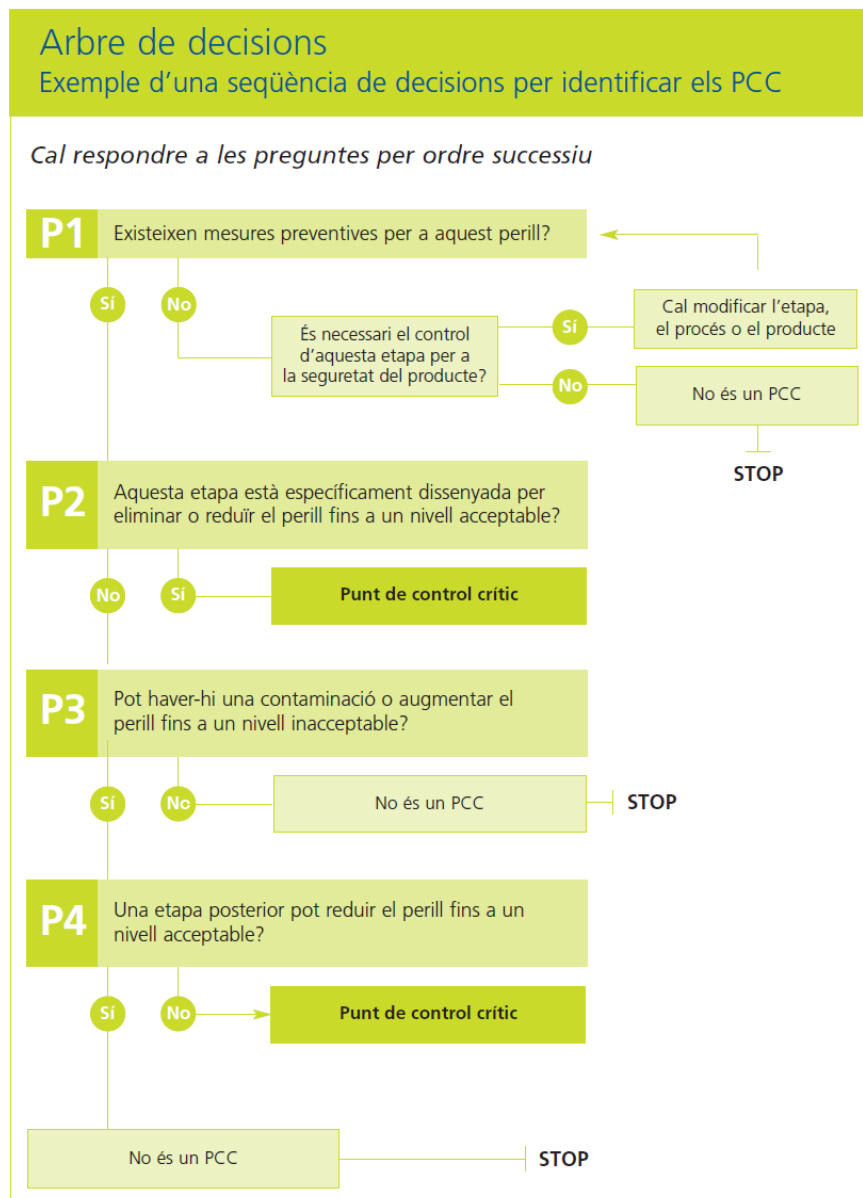 Arbre de decisions
Exemple d'una seqüència de decisions per identificar els PCC
Cal respondre a les preguntes per ordre successiu
P1
Existeixen mesures preventives per a aquest perill?
Sí
No
És necessari el control
d'aquesta etapa per a
la seguretat del producte?
Sí
Cal modificar l'etapa,
el procés o el producte
No
No és un PCC
STOP
P2
Aquesta etapa està específicament dissenyada per
eliminar o reduïr el perill fins a un nivell acceptable?
No
Sí
Punt de control crític
P3
Pot haver-hi una contaminació o augmentar el
perill fins a un nivell inacceptable?
Sí
No
No és un PCC
STOP
P4
Una etapa posterior pot reduir el perill fins a un
nivell acceptable?
Sí
No
Punt de control crític
No és un PCC
STOP